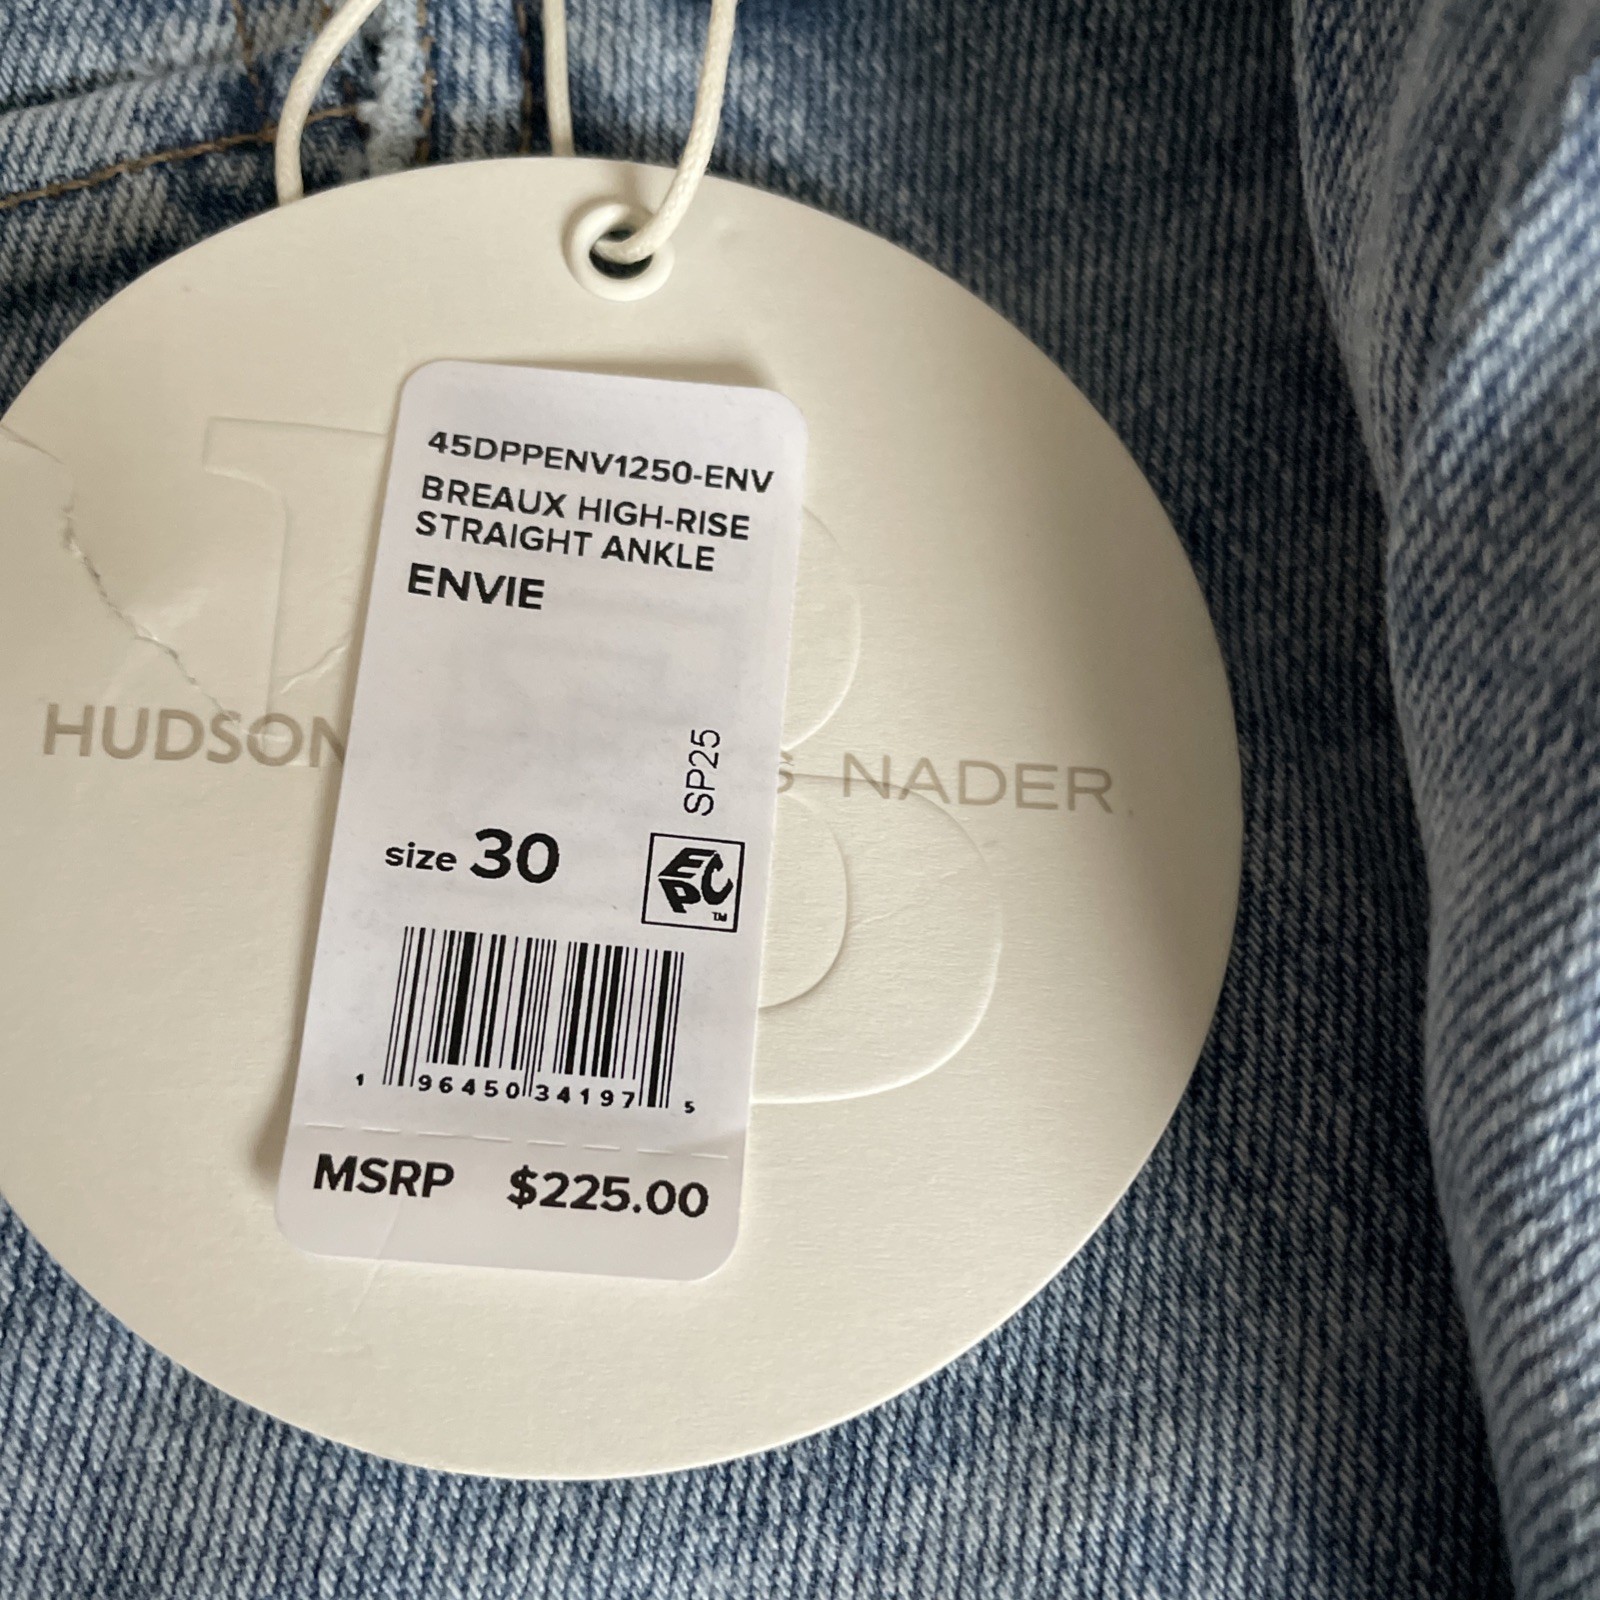 45DPPENV1250-ENV
BREAUX HIGH-RISE
STRAIGHT ANKLE
ENVIE
HUDSON
NADER
SP25
size 30
EPC
TM
1 96450 34197 5
MSRP $225.00